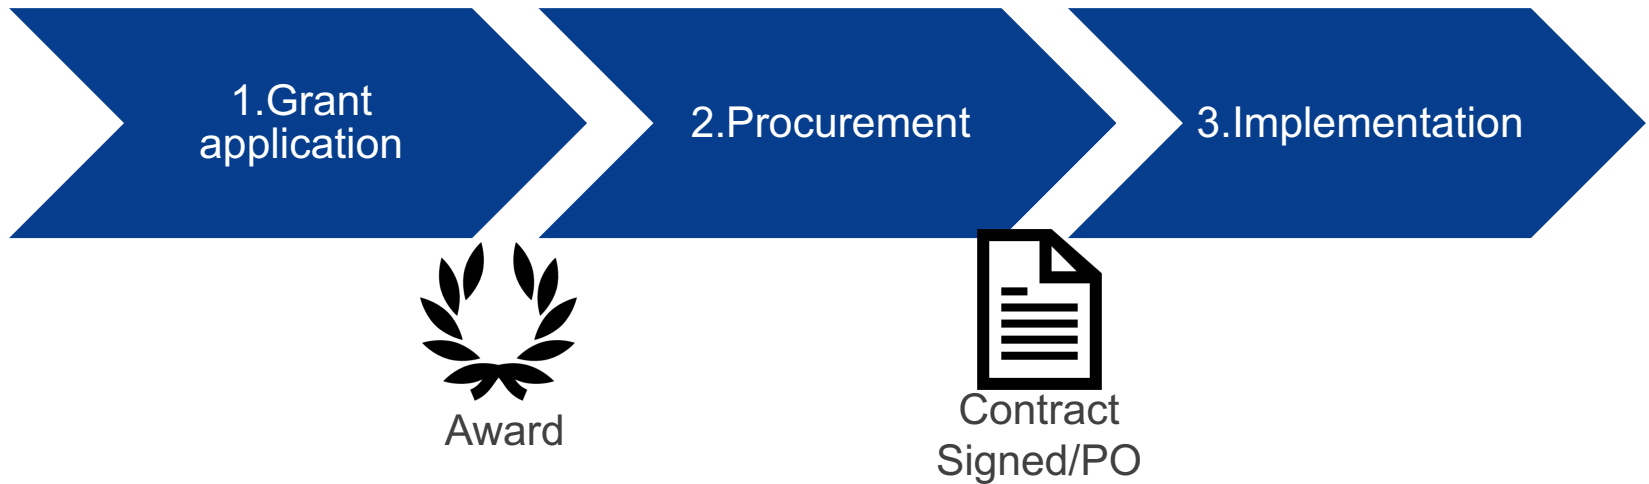 1.Grant
application
2.Procurement
3.Implementation
Award
Contract
Signed/PO